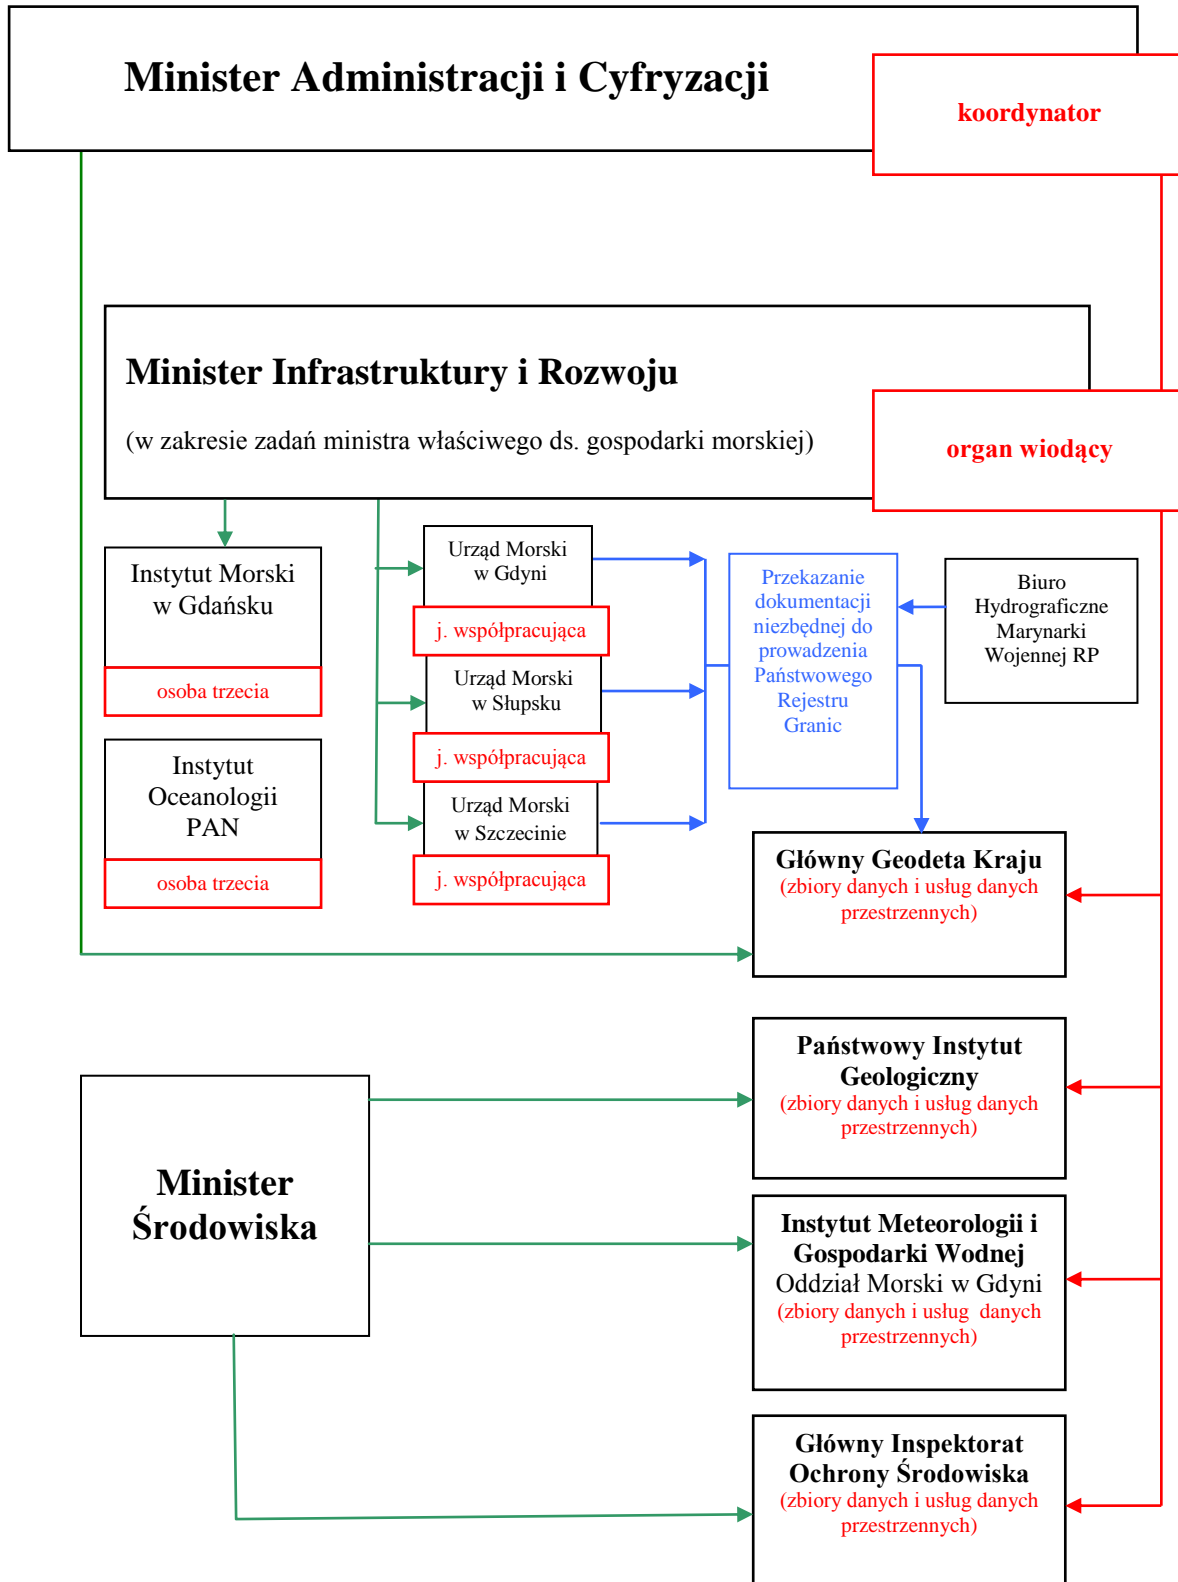 Minister Administracji i Cyfryzacji
koordynator
Minister Infrastruktury i Rozwoju
(w zakresie zadań ministra właściwego ds. gospodarki morskiej)
organ wiodący
Instytut Morski
w Gdańsku
osoba trzecia
Instytut
Oceanologii
PAN
osoba trzecia
Urząd Morski
w Gdyni
j. współpracująca
Urząd Morski
w Słupsku
j. współpracująca
Urząd Morski
w Szczecinie
j. współpracująca
Przekazanie
dokumentacji
niezbędnej do
prowadzenia
Państwowego
Rejestru
Granic
Biuro
Hydrograficzne
Marynarki
Wojennej RP
Główny Geodeta Kraju
(zbiory danych i usług danych
przestrzennych)
Państwowy Instytut
Geologiczny
(zbiory danych i usług danych
przestrzennych)
Minister
Środowiska
Instytut Meteorologii i
Gospodarki Wodnej
Oddział Morski w Gdyni
(zbiory danych i usług danych
przestrzennych)
Główny Inspektorat
Ochrony Środowiska
(zbiory danych i usług danych
przestrzennych)